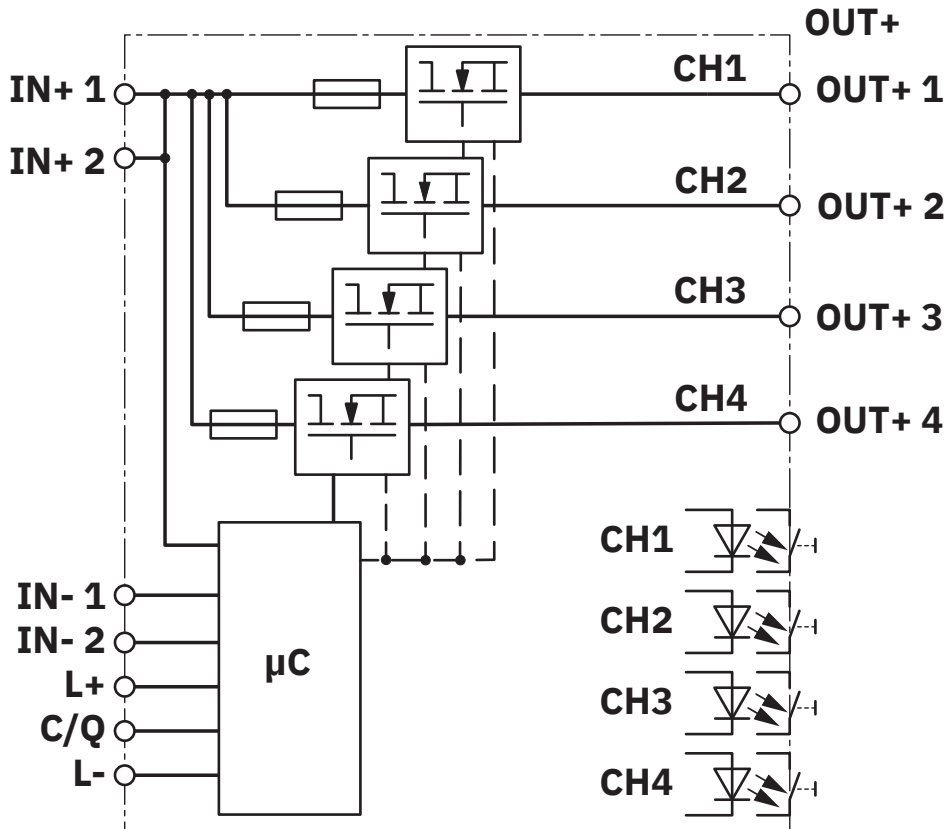 OUT+
IN+ 1
CH1
OUT+ 1
IN+ 2
CH2
OUT+ 2
CH3
OUT+ 3
CH4
OUT+ 4
CH1
IN- 1
CH2
IN- 2
µC
L+
CH3
C/Q
L-
CH4